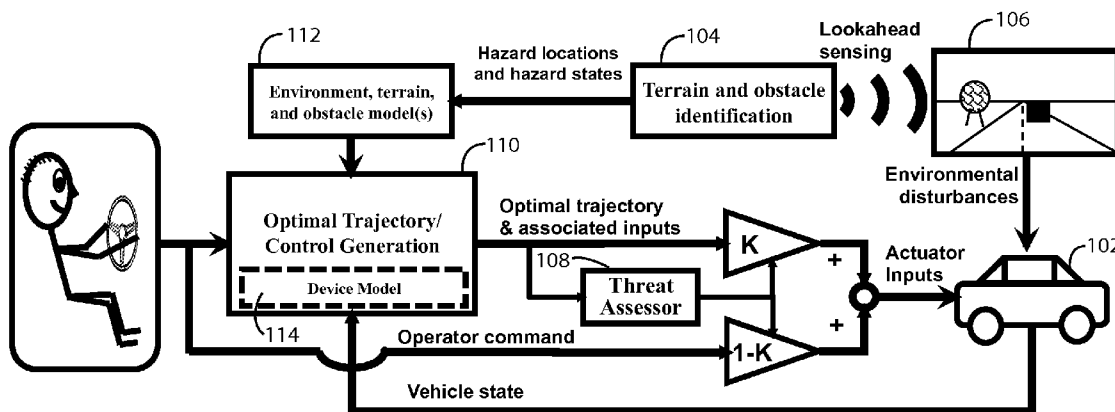 112
Hazard locations
and hazard states
104
Lookahead
sensing
106
Environment, terrain,
and obstacle model(s)
Terrain and obstacle
identification
110
Environmental
disturbances
Optimal Trajectory/
Control Generation
Optimal trajectory
& associated inputs
K
+
Actuator
Inputs
102
108
Threat
Assessor
Device Model
114
Operator command
1-K
+
Vehicle state